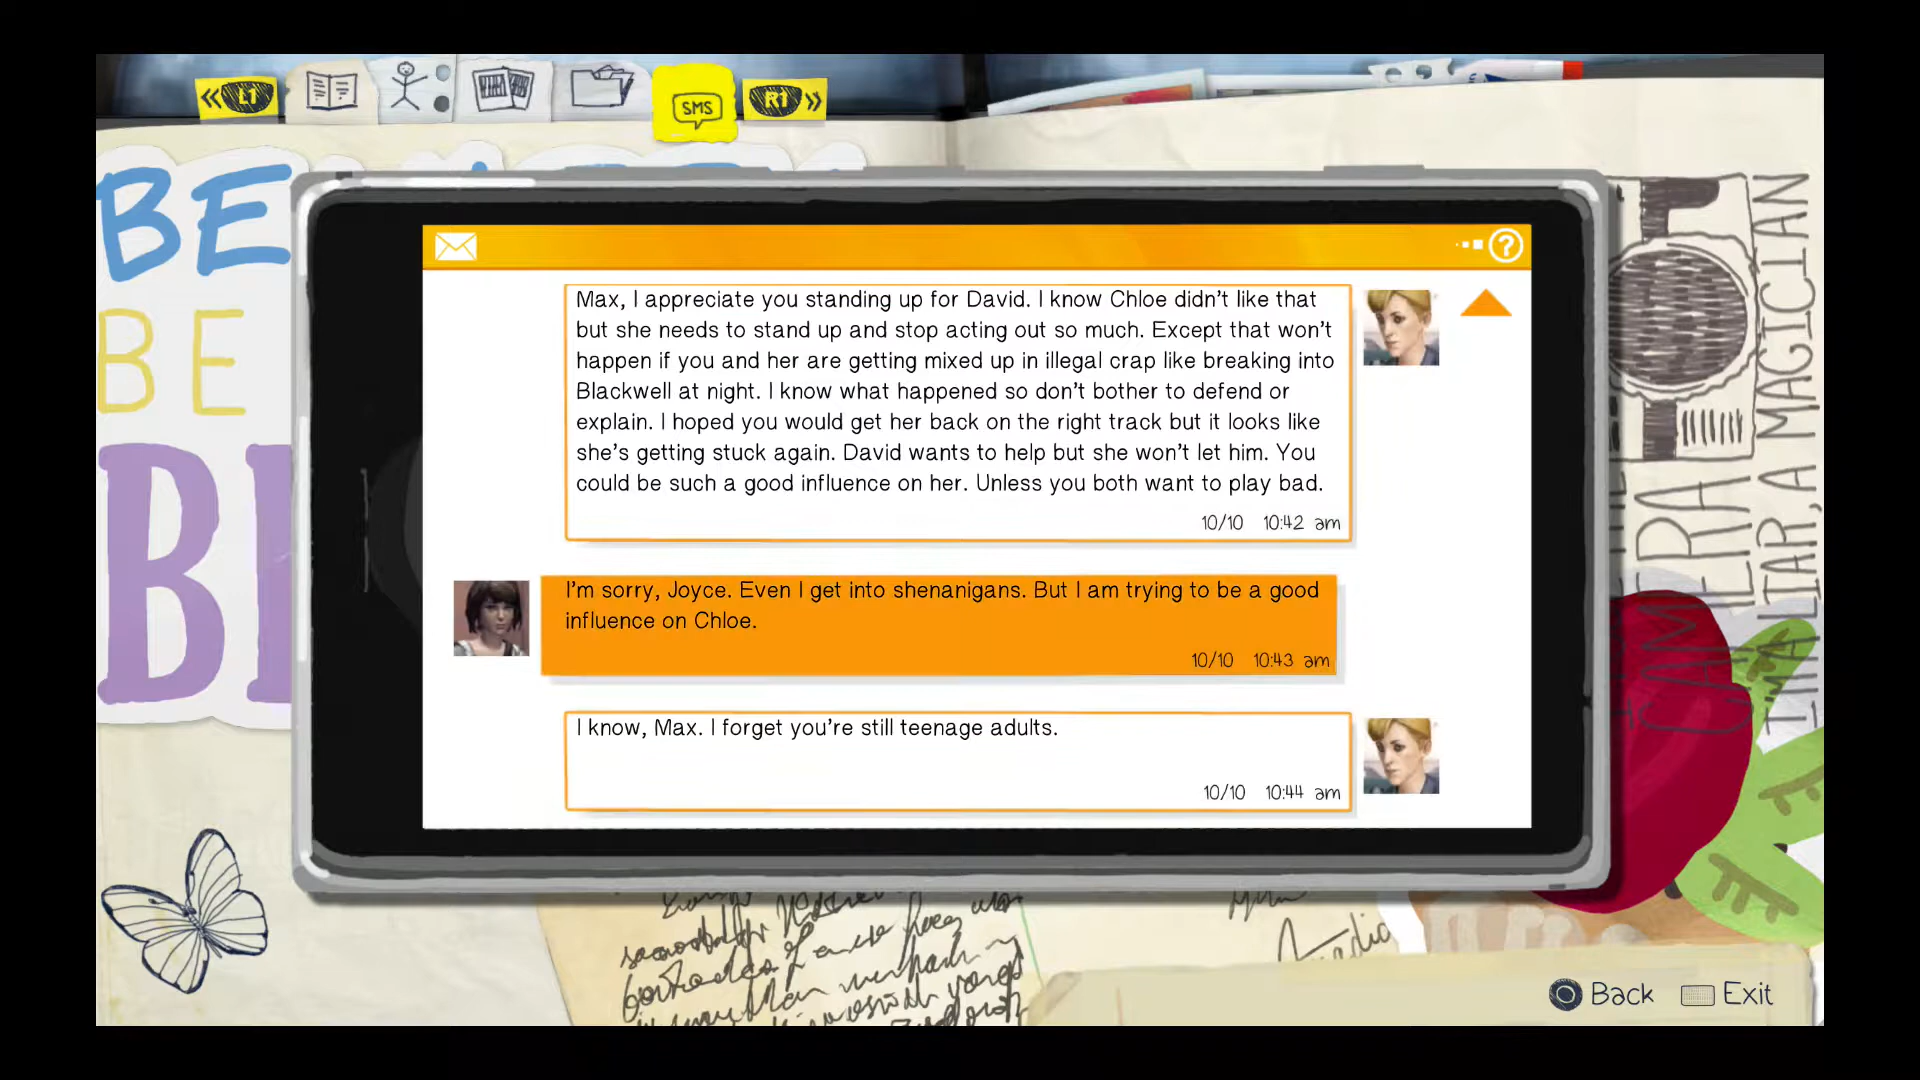 L1
SMS
R1
BE
BE
Max, I appreciate you standing up for David. I know Chloe didn't like that
but she needs to stand up and stop acting out so much. Except that won't
happen if you and her are getting mixed up in illegal crap like breaking into
Blackwell at night. I know what happened so don't bother to defend or
explain. I hoped you would get her back on the right track but it looks like
she's getting stuck again. David wants to help but she won't let him. You
could be such a good influence on her. Unless you both want to play bad.
10/10 10:42 am
I'm sorry, Joyce. Even I get into shenanigans. But I am trying to be a good
influence on Chloe.
10/10 10:43 am
I know, Max. I forget you're still teenage adults.
10/10 10:44 am
CAMERA
I'M A LIAR, A MAGICIAN
Back
Exit